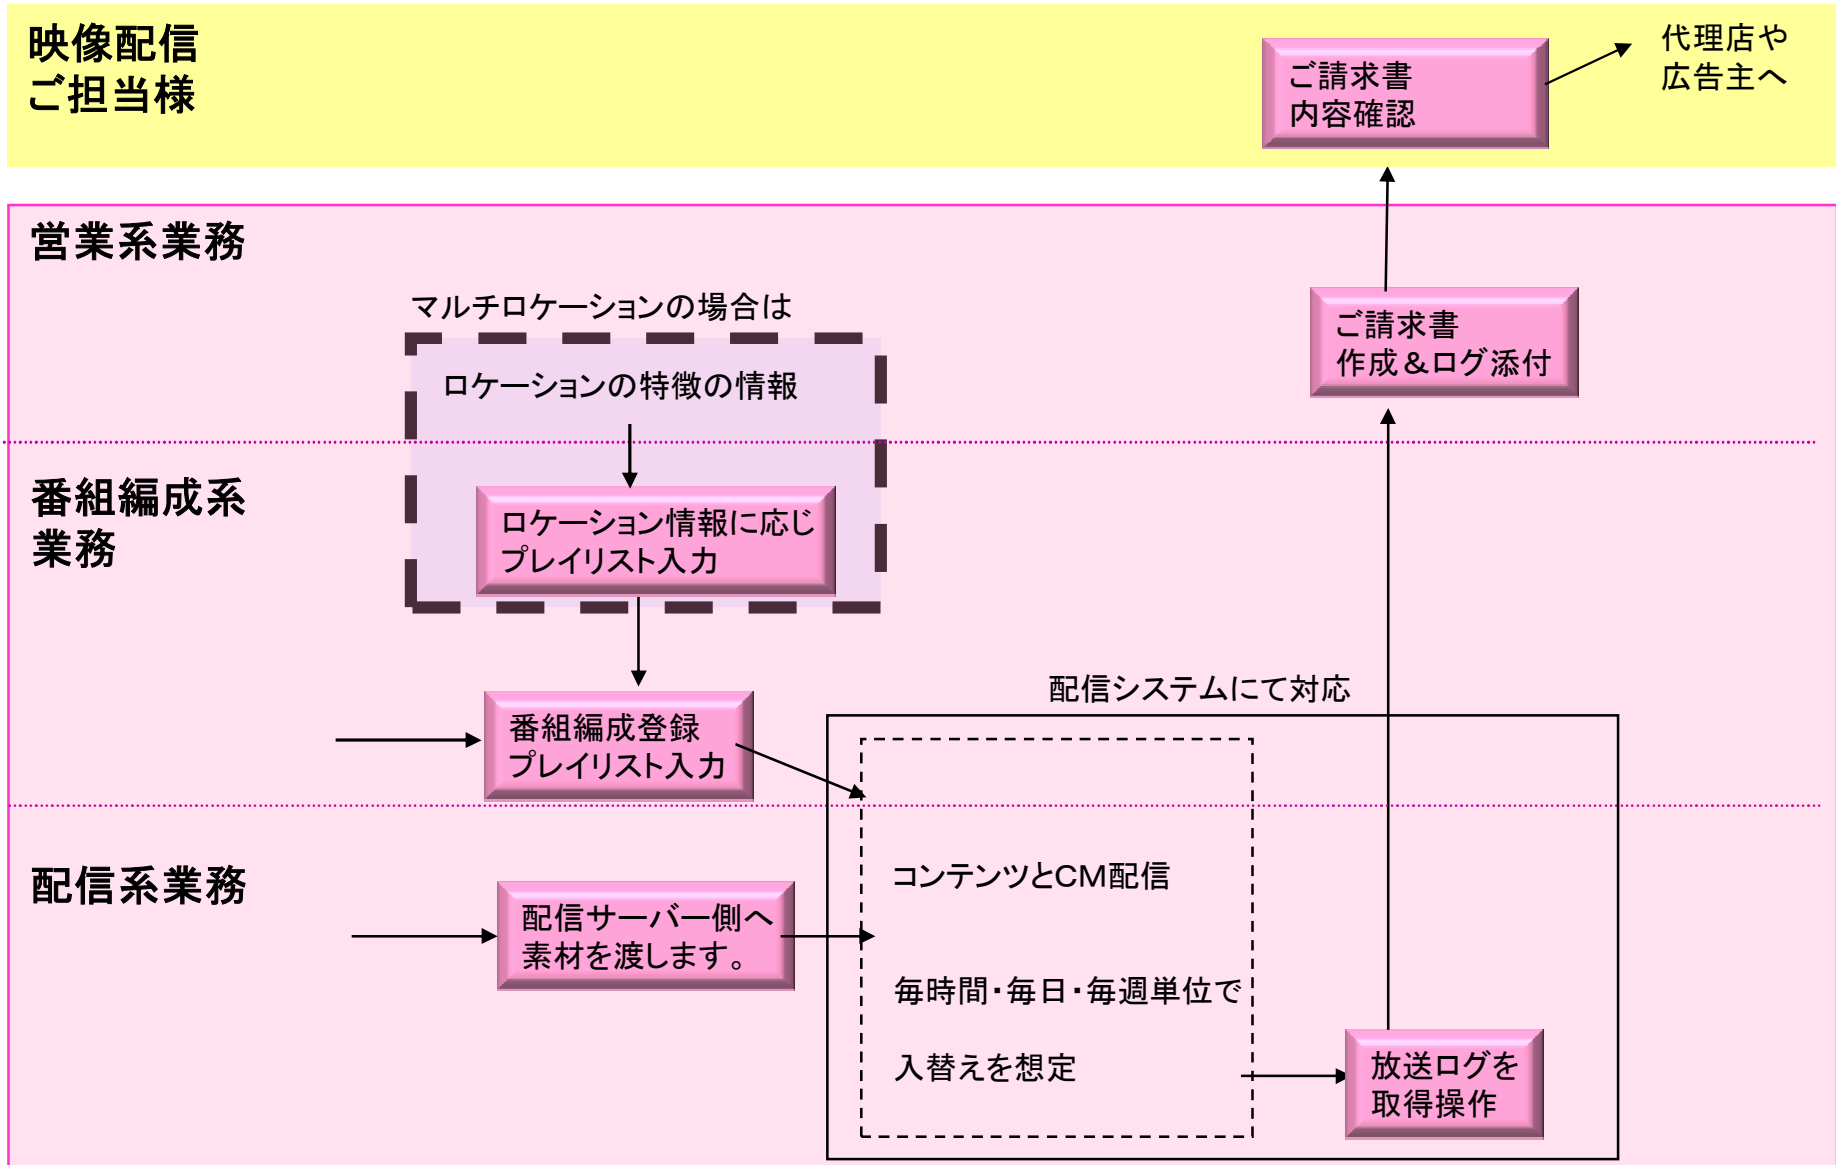 映像配信
ご担当様
ご請求書
内容確認
代理店や
広告主へ
営業系業務
マルチロケーションの場合は
ロケーションの特徴の情報
ご請求書
作成＆ログ添付
番組編成系
業務
ロケーション情報に応じ
プレイリスト入力
配信システムにて対応
番組編成登録
プレイリスト入力
配信系業務
配信サーバー側へ
素材を渡します。
コンテンツとＣＭ配信
毎時間・毎日・毎週単位で
入替えを想定
放送ログを
取得操作